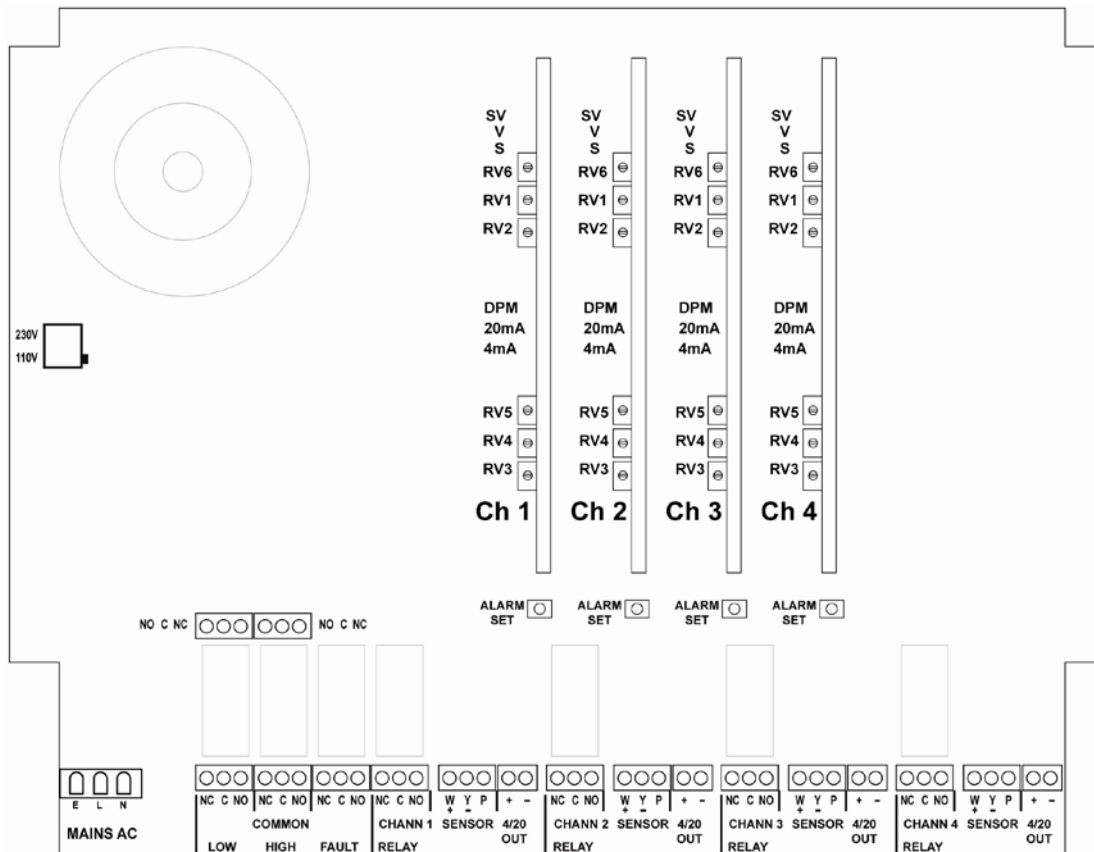 SV SV SV SV
V V V V
S S S S
RV6 RV6 RV6 RV6
RV1 RV1 RV1 RV1
RV2 RV2 RV2 RV2
DPM DPM DPM DPM
230V 20mA 20mA 20mA 20mA
110V 4mA 4mA 4mA 4mA
RV5 RV5 RV5 RV5
RV4 RV4 RV4 RV4
RV3 RV3 RV3 RV3
Ch 1 Ch 2 Ch 3 Ch 4
ALARM ALARM ALARM ALARM
SET SET SET SET
NO C NC NO C NC
E L N NC C NO NC C NO NC C NO NC C NO W Y P + − NC C NO W Y P + − NC C NO W Y P + − NC C NO W Y P + −
+ − + − + − + −
MAINS AC COMMON CHANN 1 SENSOR 4/20 CHANN 2 SENSOR 4/20 CHANN 3 SENSOR 4/20 CHANN 4 SENSOR 4/20
LOW HIGH FAULT RELAY OUT RELAY OUT RELAY OUT RELAY OUT